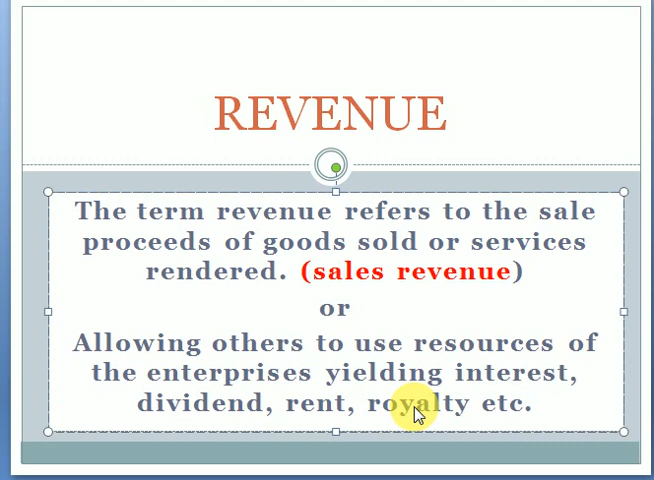 REVENUE
The term revenue refers to the sale
proceeds of goods sold or services
rendered. (sales revenue)
or
Allowing others to use resources of
the enterprises yielding interest,
dividend, rent, royalty etc.